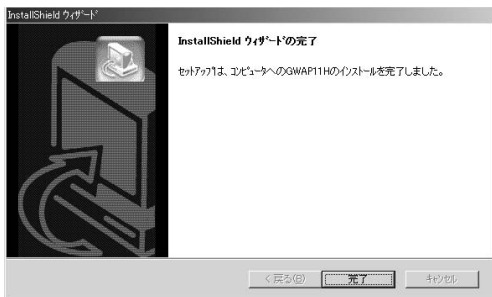 InstallShield ウィザード
InstallShield ウィザードの完了
セットアップは、コンピュータへのGWAP11Hのインストールを完了しました。
< 戻る(B)
完了
キャンセル